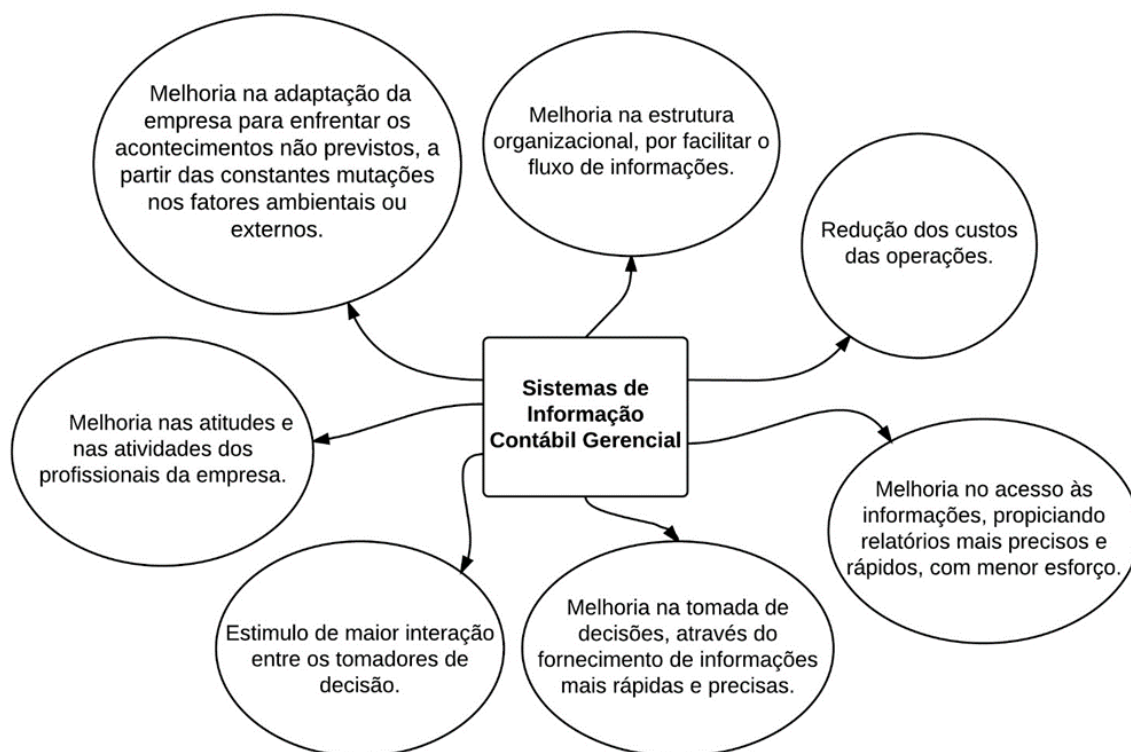 Melhoria na adaptação da
empresa para enfrentar os
acontecimentos não previstos, a
partir das constantes mutações
nos fatores ambientais ou
externos.
Melhoria na estrutura
organizacional, por facilitar o
fluxo de informações.
Redução dos custos
das operações.
Sistemas de
Informação
Contábil Gerencial
Melhoria nas atitudes e
nas atividades dos
profissionais da empresa.
Melhoria no acesso às
informações, propiciando
relatórios mais precisos e
rápidos, com menor esforço.
Estimulo de maior interação
entre os tomadores de
decisão.
Melhoria na tomada de
decisões, através do
fornecimento de informações
mais rápidas e precisas.